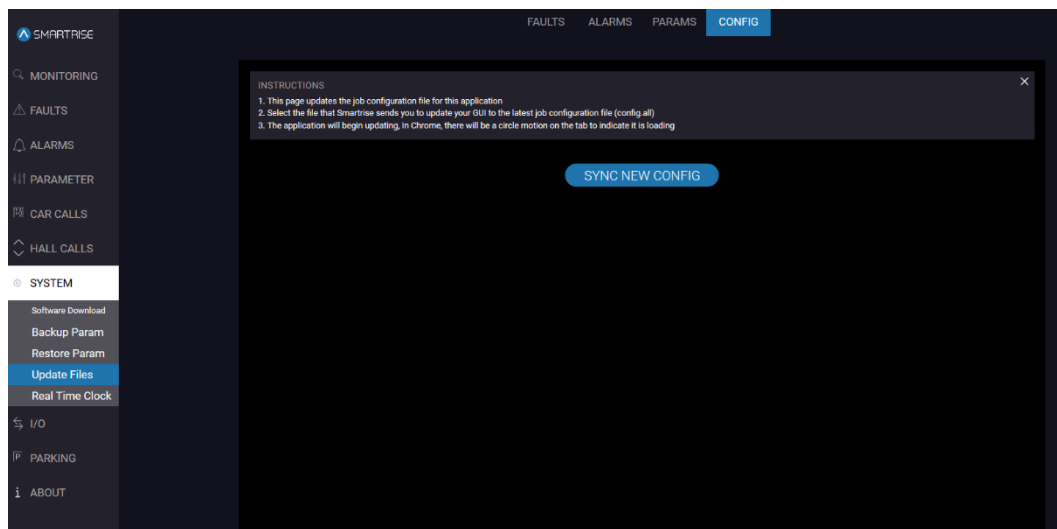 SMARTRISE
FAULTS ALARMS PARAMS CONFIG
MONITORING
FAULTS
ALARMS
PARAMETER
CAR CALLS
HALL CALLS
SYSTEM
Software Download
Backup Param
Restore Param
Update Files
Real Time Clock
I/O
PARKING
ABOUT
INSTRUCTIONS
1. This page updates the job configuration file for this application
2. Select the file that Smartrise sends you to update your GUI to the latest job configuration file (config.all)
3. The application will begin updating, In Chrome, there will be a circle motion on the tab to indicate it is loading
SYNC NEW CONFIG